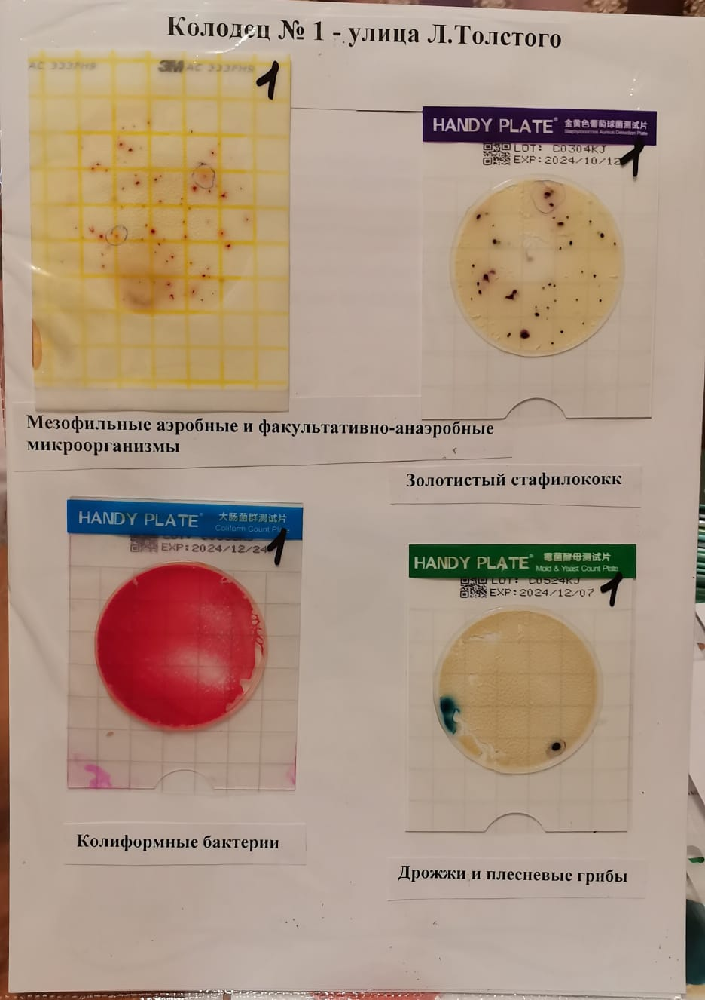 Колодец № 1 - улица Л.Толстого
AC 333FH9 3M AC 333FH9
1
HANDY PLATE® 金黄色葡萄球菌测试片
Staphylococcus Aureus Detection Plate
LOT: C0304KJ
EXP:2024/10/12
1
Мезофильные аэробные и факультативно-анаэробные
микроорганизмы
Золотистый стафилококк
HANDY PLATE® 大肠菌群测试片
Coliform Count Plate
EXP:2024/12/24
1
HANDY PLATE® 霉菌酵母测试片
Mold & Yeast Count Plate
LOT: C0524KJ
EXP:2024/12/07
1
Колиформные бактерии
Дрожжи и плесневые грибы